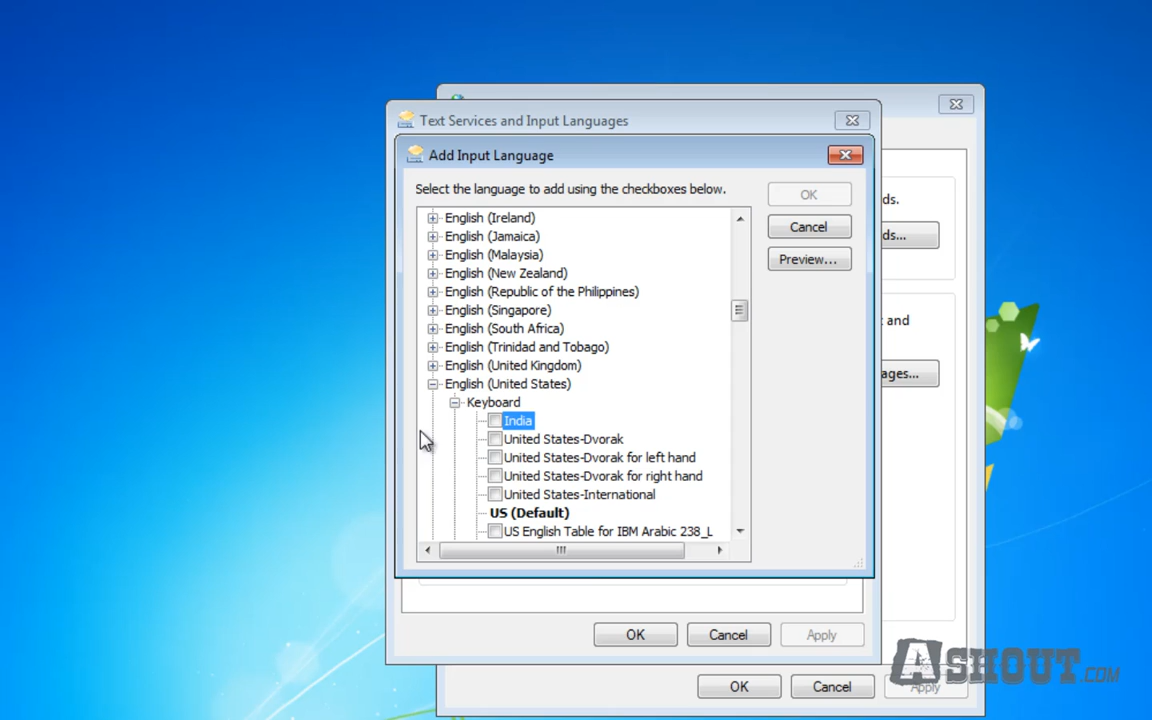 Text Services and Input Languages
Add Input Language
Select the language to add using the checkboxes below.
OK
Cancel
Preview...
English (Ireland)
English (Jamaica)
English (Malaysia)
English (New Zealand)
English (Republic of the Philippines)
English (Singapore)
English (South Africa)
English (Trinidad and Tobago)
English (United Kingdom)
English (United States)
Keyboard
India
United States-Dvorak
United States-Dvorak for left hand
United States-Dvorak for right hand
United States-International
US (Default)
US English Table for IBM Arabic 238_L
ds.
ds...
t and
ages...
OK
Cancel
Apply
OK
Cancel
Apply
ASHOUT.COM